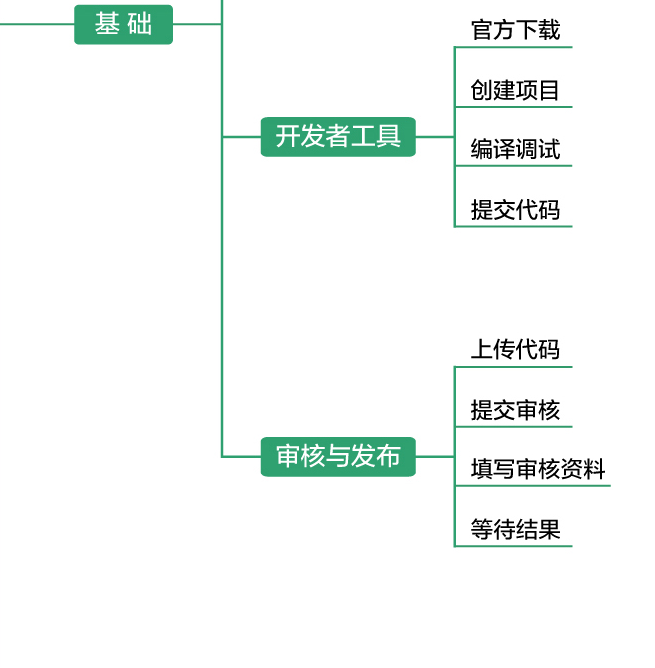 基 础
开发者工具
官方下载
创建项目
编译调试
提交代码
审核与发布
上传代码
提交审核
填写审核资料
等待结果